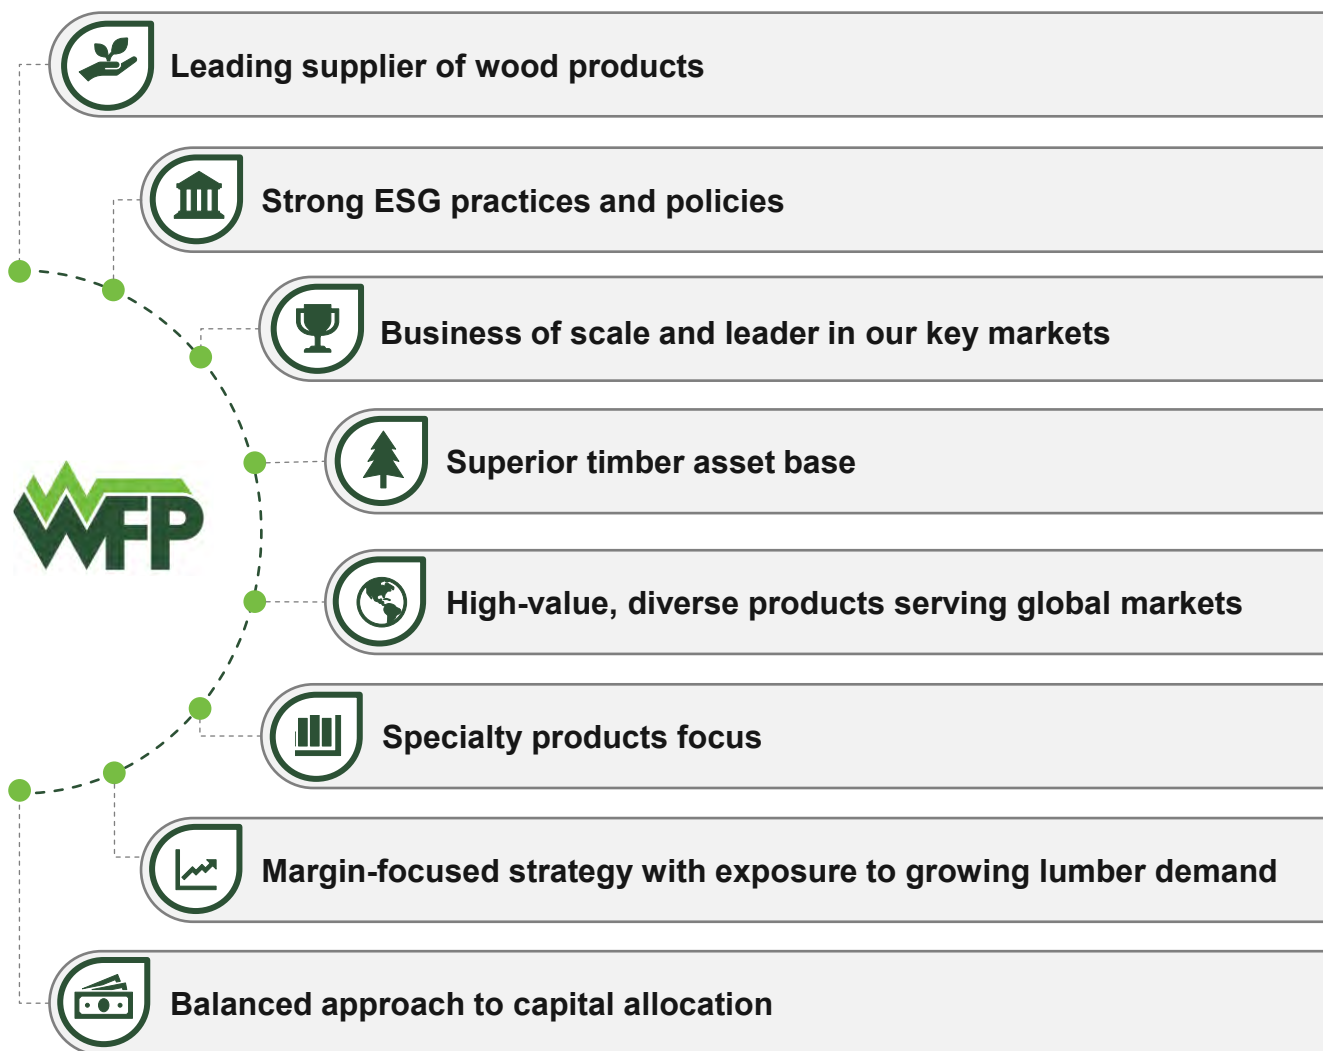 Leading supplier of wood products
Strong ESG practices and policies
Business of scale and leader in our key markets
Superior timber asset base
WFP
High-value, diverse products serving global markets
Specialty products focus
Margin-focused strategy with exposure to growing lumber demand
Balanced approach to capital allocation